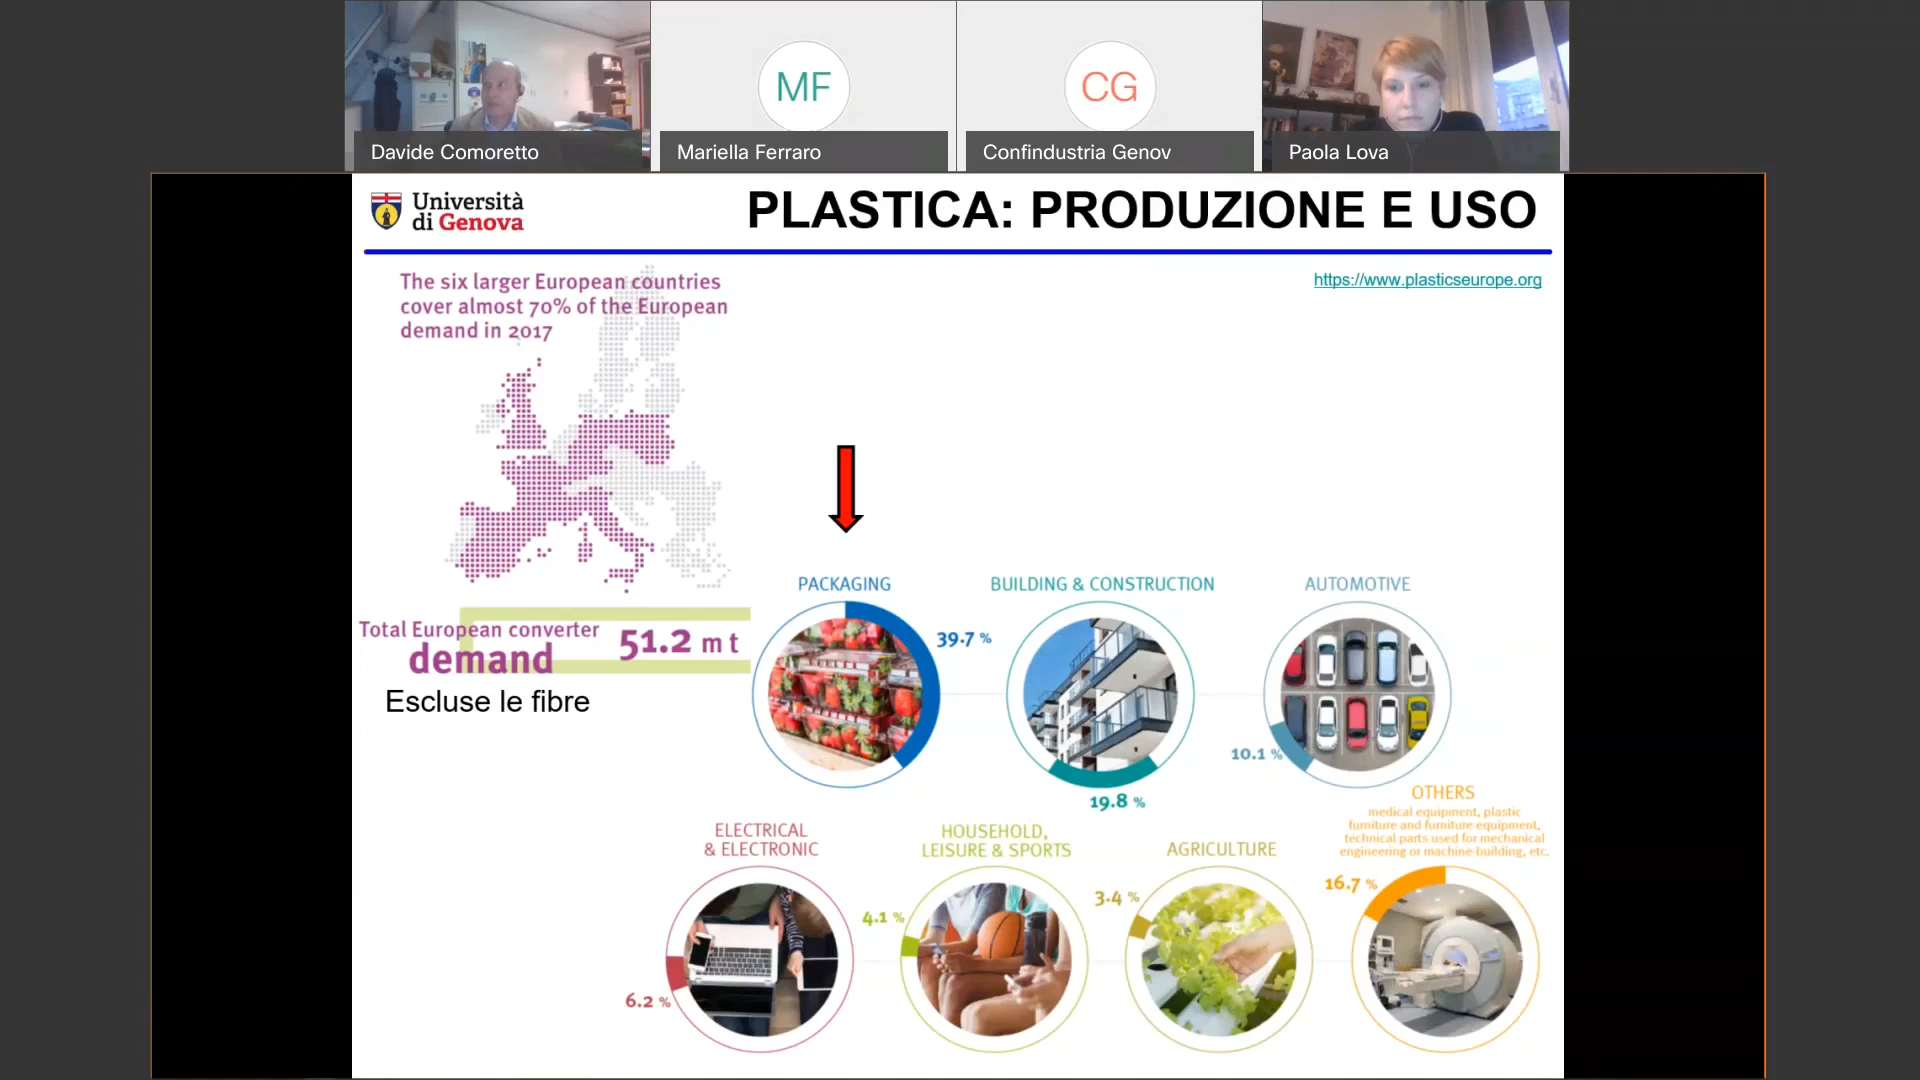 MF
CG
Davide Comoretto
Mariella Ferraro
Confindustria Genov
Paola Lova
Università
di Genova
PLASTICA: PRODUZIONE E USO
The six larger European countries
cover almost 70% of the European
demand in 2017
https://www.plasticseurope.org
Total European converter
demand
51.2 m t
Escluse le fibre
PACKAGING
39.7 %
BUILDING & CONSTRUCTION
19.8 %
AUTOMOTIVE
10.1 %
ELECTRICAL
& ELECTRONIC
6.2 %
HOUSEHOLD,
LEISURE & SPORTS
4.1 %
AGRICULTURE
3.4 %
OTHERS
medical equipment, plastic
furniture and furniture equipment,
technical parts used for mechanical
engineering or machine-building, etc.
16.7 %